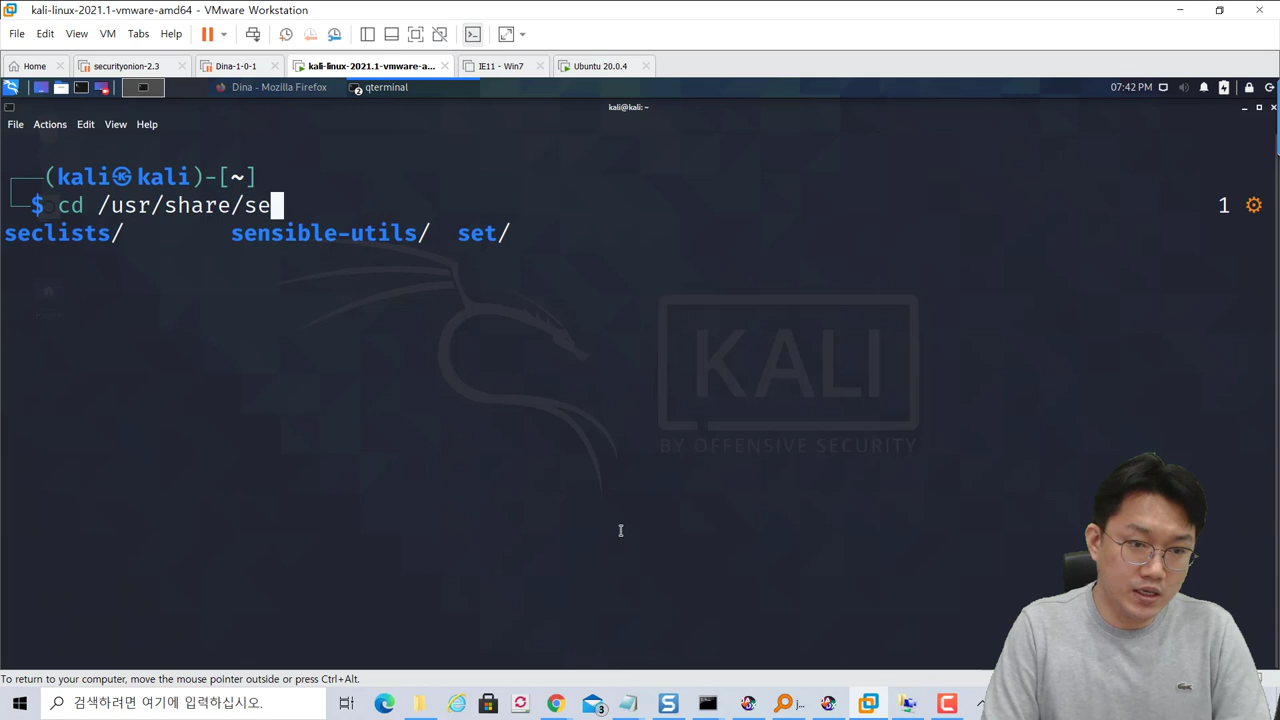 kali-linux-2021.1-vmware-amd64 - VMware Workstation
File Edit View VM Tabs Help
Home securityonion-2.3 Dina-1-0-1 kali-linux-2021.1-vmware-a... IE11 - Win7 Ubuntu 20.0.4
Dina - Mozilla Firefox qterminal 07:42 PM
kali@kali: ~
File Actions Edit View Help
(kali㉿kali)-[~]
$ cd /usr/share/se 1
seclists/ sensible-utils/ set/
KALI
BY OFFENSIVE SECURITY
To return to your computer, move the mouse pointer outside or press Ctrl+Alt.
검색하려면 여기에 입력하십시오. 3 j...